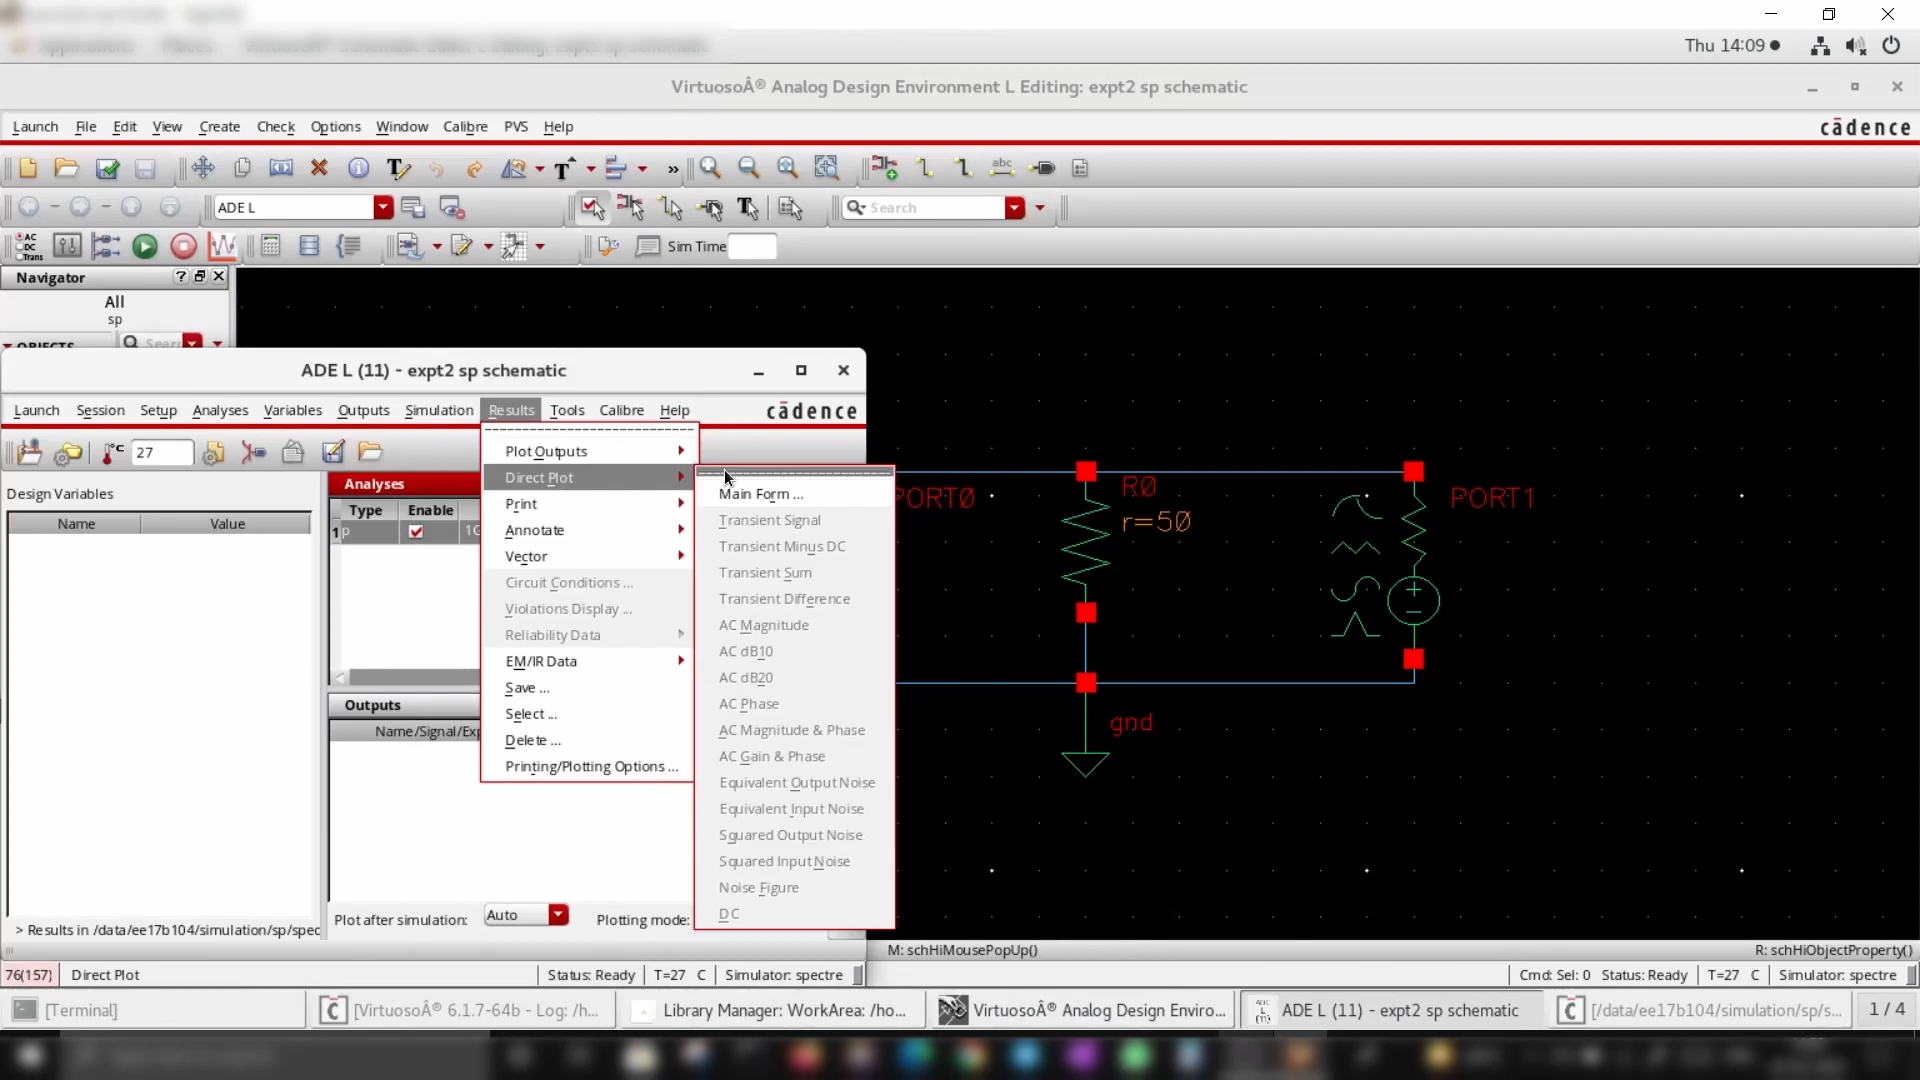 Thu 14:09
VirtuosoÂ® Analog Design Environment L Editing: expt2 sp schematic
Launch File Edit View Create Check Options Window Calibre PVS Help
cādence
ADE L
Search
AC
DC
Trans
Sim Time
Navigator
All
sp
OBJECTS
ADE L (11) - expt2 sp schematic
Launch Session Setup Analyses Variables Outputs Simulation Results Tools Calibre Help
cādence
°C 27
Design Variables
Name Value
Analyses
Type Enable
1 p
Outputs
Name/Signal/Exp
Plot after simulation: Auto
Plotting mode:
> Results in /data/ee17b104/simulation/sp/spec
76(157) Direct Plot
Status: Ready T=27 C Simulator: spectre
Plot Outputs
Direct Plot
Print
Annotate
Vector
Circuit Conditions ...
Violations Display ...
Reliability Data
EM/IR Data
Save ...
Select ...
Delete ...
Printing/Plotting Options ...
Main Form ...
Transient Signal
Transient Minus DC
Transient Sum
Transient Difference
AC Magnitude
AC dB10
AC dB20
AC Phase
AC Magnitude & Phase
AC Gain & Phase
Equivalent Output Noise
Equivalent Input Noise
Squared Output Noise
Squared Input Noise
Noise Figure
DC
PORT0
R0
r=50
PORT1
gnd
M: schHiMousePopUp()
R: schHiObjectProperty()
Cmd: Sel: 0 Status: Ready T=27 C Simulator: spectre
[Terminal]
[VirtuosoÂ® 6.1.7-64b - Log: /h...
Library Manager: WorkArea: /ho...
VirtuosoÂ® Analog Design Enviro...
ADE L (11) - expt2 sp schematic
[/data/ee17b104/simulation/sp/s...
1 / 4